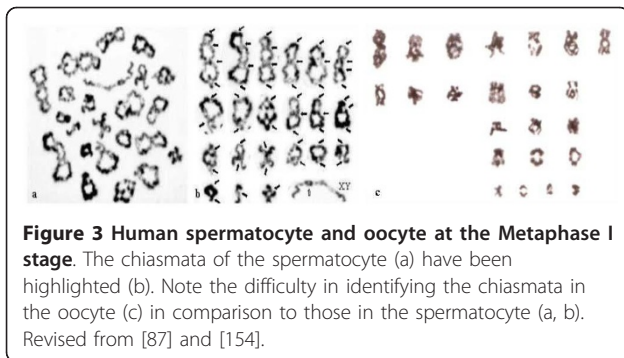 a
b
XY
c
Figure 3 Human spermatocyte and oocyte at the Metaphase I
stage. The chiasmata of the spermatocyte (a) have been
highlighted (b). Note the difficulty in identifying the chiasmata in
the oocyte (c) in comparison to those in the spermatocyte (a, b).
Revised from [87] and [154].